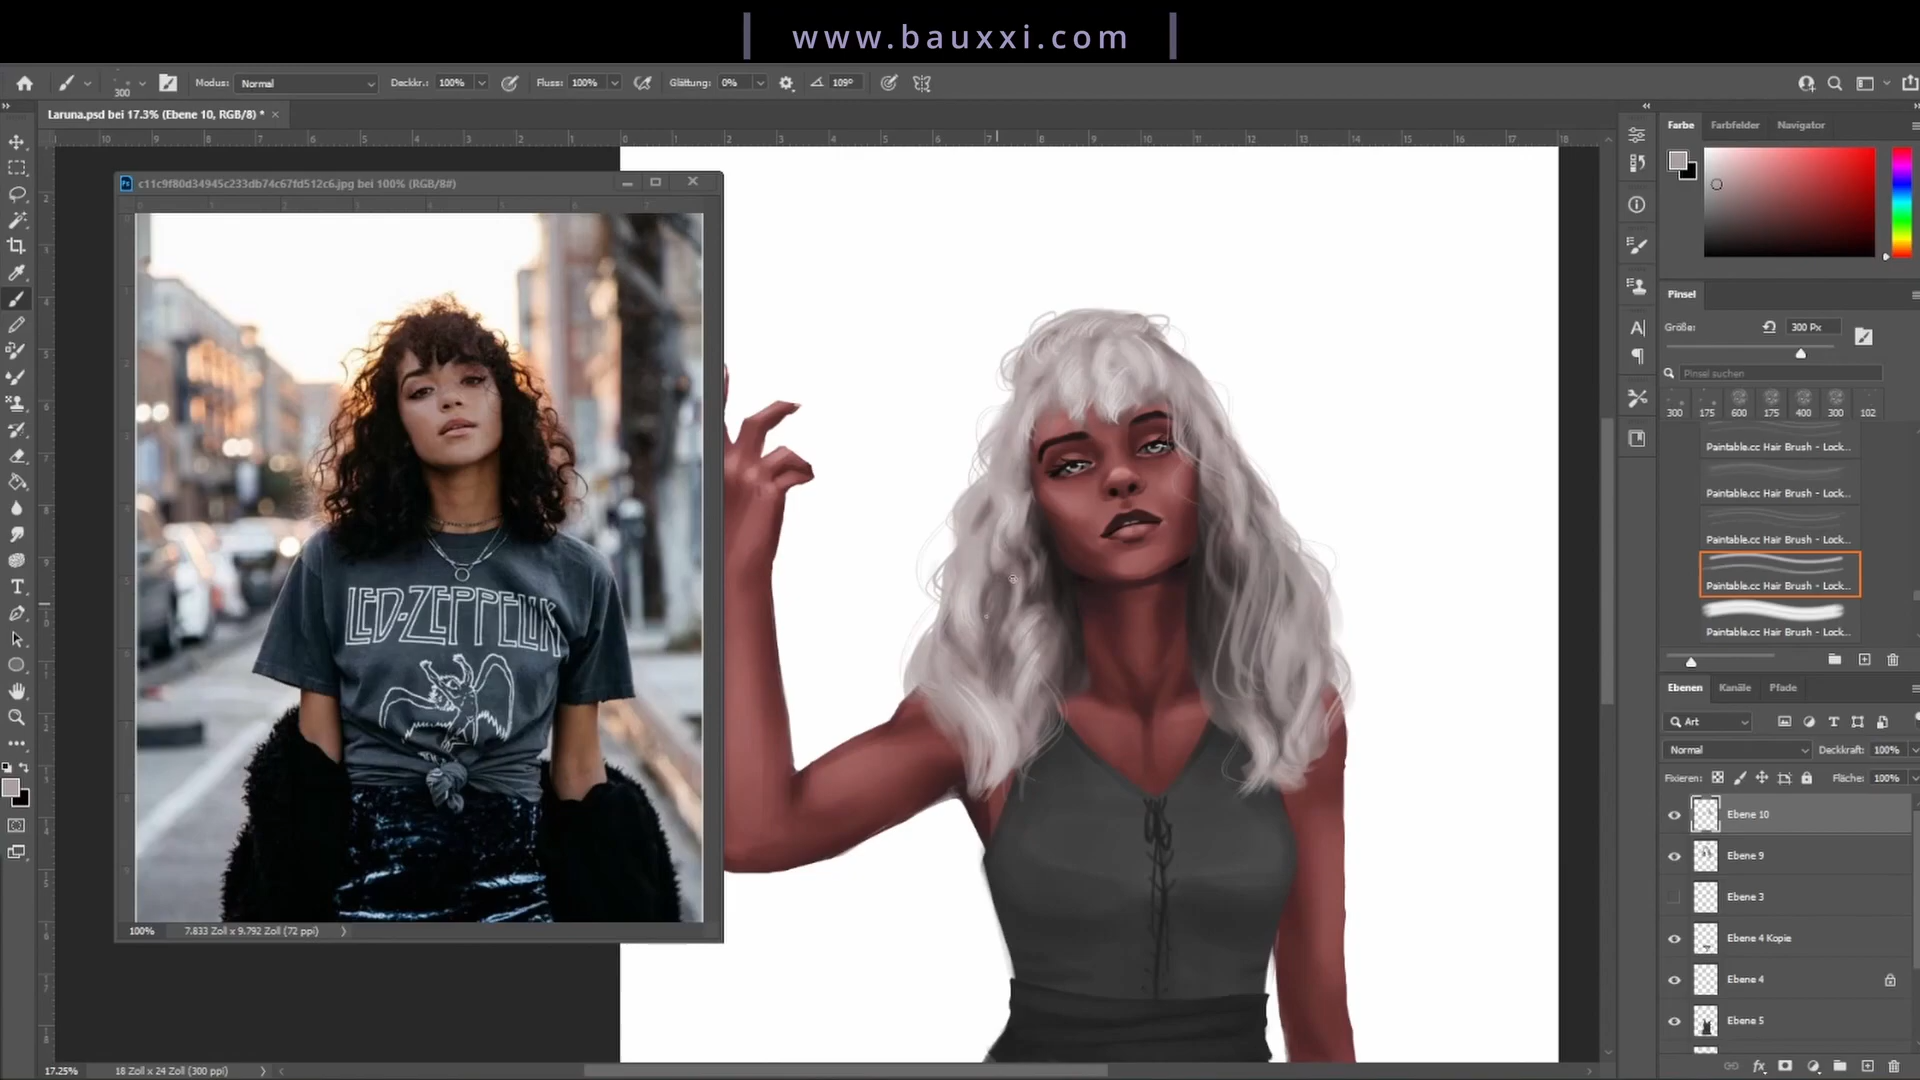 www.bauxxi.com
300
Modus: Normal
Deckkr.: 100%
Fluss: 100%
Glättung: 0%
109°
Laruna.psd bei 17.3% (Ebene 10, RGB/8) *
c11c9f80d34945c233db74c67fd512c6.jpg bei 100% (RGB/8#)
LED-ZEPPELIN
100%
7.833 Zoll x 9.792 Zoll (72 ppi)
17.25%
18 Zoll x 24 Zoll (300 ppi)
Farbe
Farbfelder
Navigator
Pinsel
Größe:
300 Px
Pinsel suchen
300 175 600 175 400 300 102
Paintable.cc Hair Brush - Lock...
Paintable.cc Hair Brush - Lock...
Paintable.cc Hair Brush - Lock...
Paintable.cc Hair Brush - Lock...
Paintable.cc Hair Brush - Lock...
Ebenen
Kanäle
Pfade
Art
Normal
Deckkraft: 100%
Fixieren:
Fläche: 100%
Ebene 10
Ebene 9
Ebene 3
Ebene 4 Kopie
Ebene 4
Ebene 5